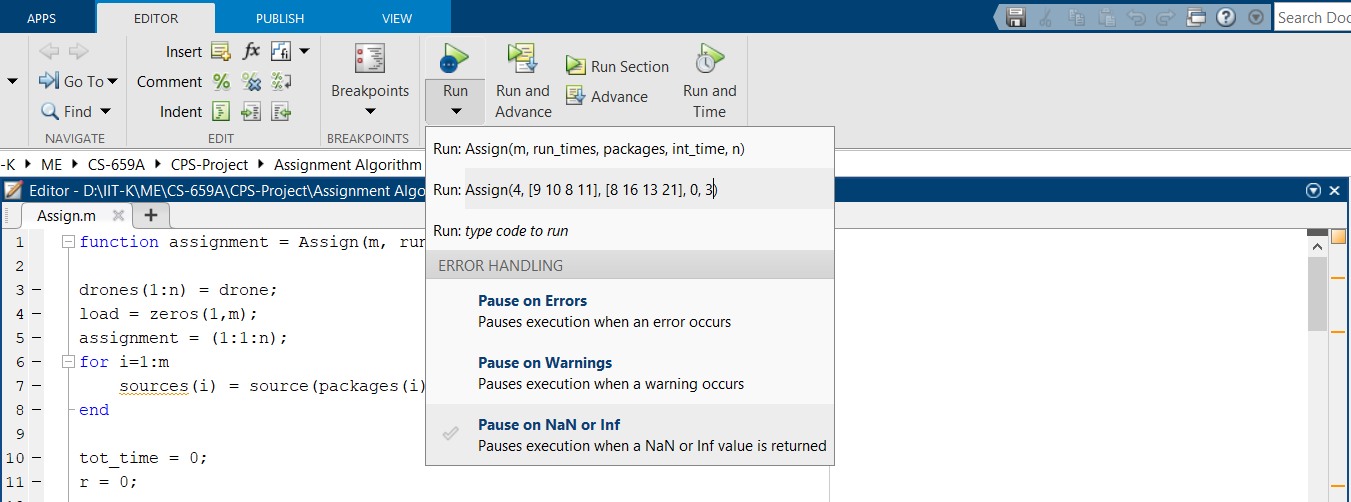 APPS EDITOR PUBLISH VIEW
Search Doc
Go To
Find
NAVIGATE
Insert fx fi
Comment % %
Indent
EDIT
Breakpoints
BREAKPOINTS
Run
Run and
Advance
Run Section
Advance
Run and
Time
-K ME CS-659A CPS-Project Assignment Algorithm
Editor - D:\IIT-K\ME\CS-659A\CPS-Project\Assignment Algo
Assign.m
1 function assignment = Assign(m, run
2
3 drones(1:n) = drone;
4 load = zeros(1,m);
5 assignment = (1:1:n);
6 for i=1:m
7 sources(i) = source(packages(i)
8 end
9
10 tot_time = 0;
11 r = 0;
Run: Assign(m, run_times, packages, int_time, n)
Run: Assign(4, [9 10 8 11], [8 16 13 21], 0, 3)
Run: type code to run
ERROR HANDLING
Pause on Errors
Pauses execution when an error occurs
Pause on Warnings
Pauses execution when a warning occurs
Pause on NaN or Inf
Pauses execution when a NaN or Inf value is returned